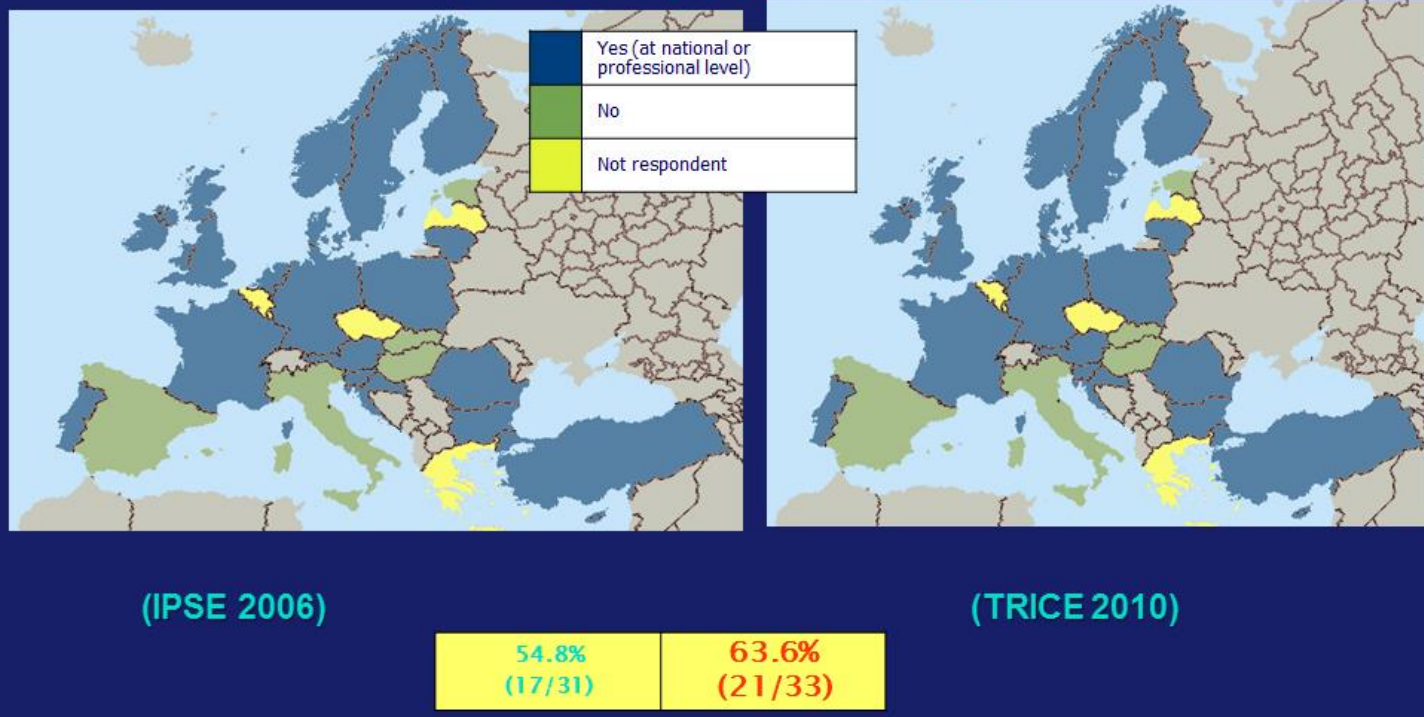 Yes (at national or
professional level)
No
Not respondent
(IPSE 2006)
(TRICE 2010)
54.8%
(17/31)
63.6%
(21/33)